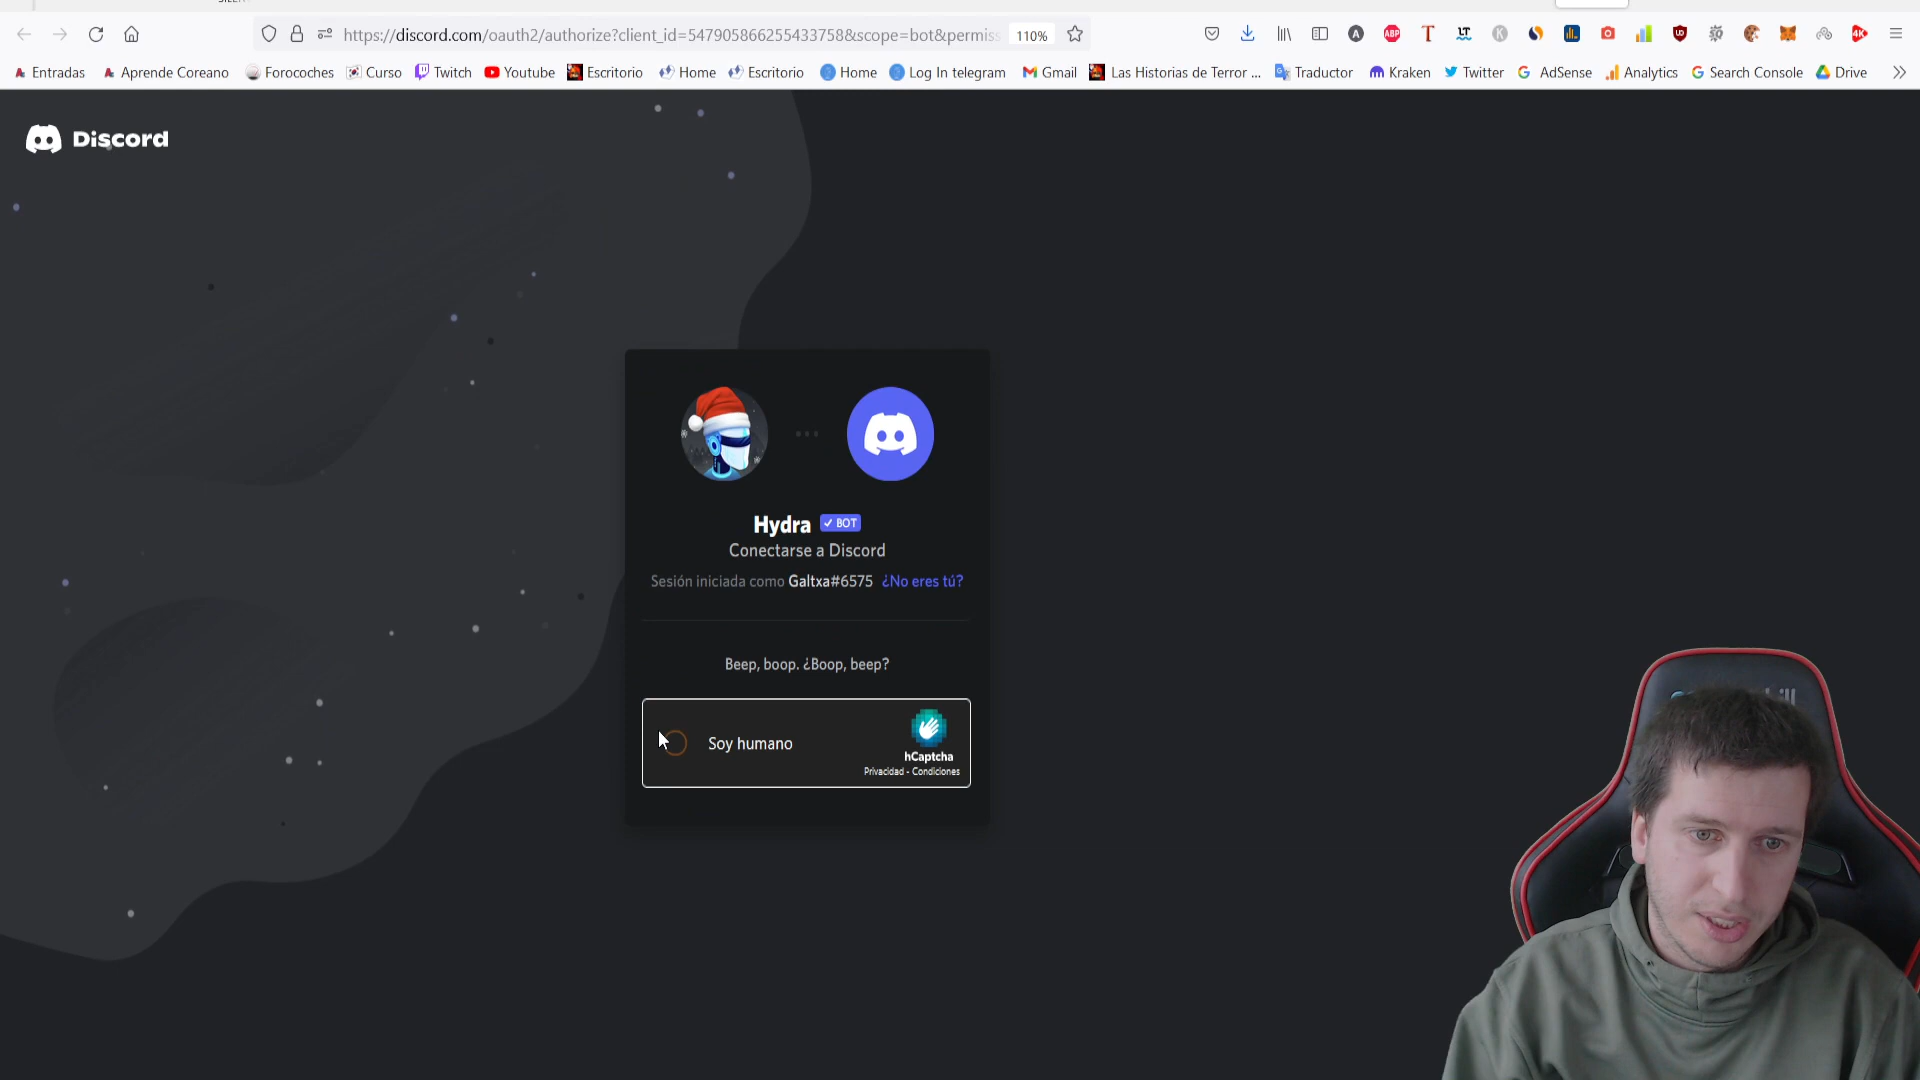 https://discord.com/oauth2/authorize?client_id=547905866255433758&scope=bot&permiss
110%
Entradas
Aprende Coreano
Forocoches
Curso
Twitch
Youtube
Escritorio
Home
Escritorio
Home
Log In telegram
Gmail
Las Historias de Terror ...
Traductor
Kraken
Twitter
AdSense
Analytics
Search Console
Drive
Discord
Hydra ✓ BOT
Conectarse a Discord
Sesión iniciada como Galtxa#6575 ¿No eres tú?
Beep, boop. ¿Boop, beep?
Soy humano
hCaptcha
Privacidad - Condiciones